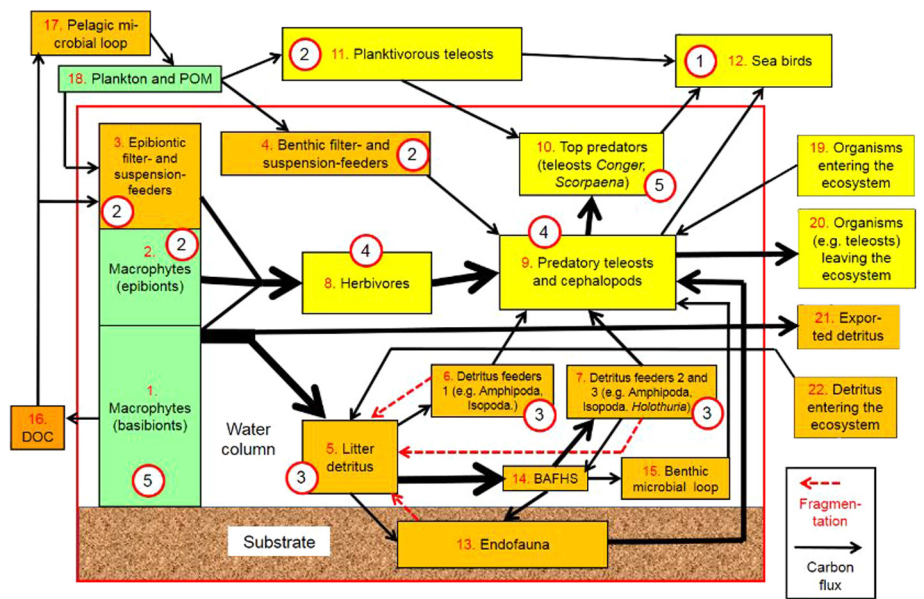 17. Pelagic mi-
crobial loop
18. Plankton and POM
2
11. Planktivorous teleosts
1
12. Sea birds
3. Epibiontic
filter- and
suspension-
feeders
2
4. Benthic filter- and
suspension-feeders
2
10. Top predators
(teleosts Conger,
Scorpaena)
5
19. Organisms
entering the
ecosystem
2
2.
Macrophytes
(epibionts)
4
8. Herbivores
4
9. Predatory teleosts
and cephalopods
20. Organisms
(e.g. teleosts)
leaving the
ecosystem
21. Expor-
ted detritus
1.
Macrophytes
(basibionts)
5
16.
DOC
Water
column
6.
Detritus feeders
1 (e.g. Amphipoda,
Isopoda.)
3
7.
Detritus feeders 2 and
3 (e.g. Amphipoda,
Isopoda. Holothuria)
3
22. Detritus
entering the
ecosystem
5. Litter
detritus
3
14. BAFHS
15. Benthic
microbial loop
Substrate
13. Endofauna
Fragmen-
tation
Carbon
flux